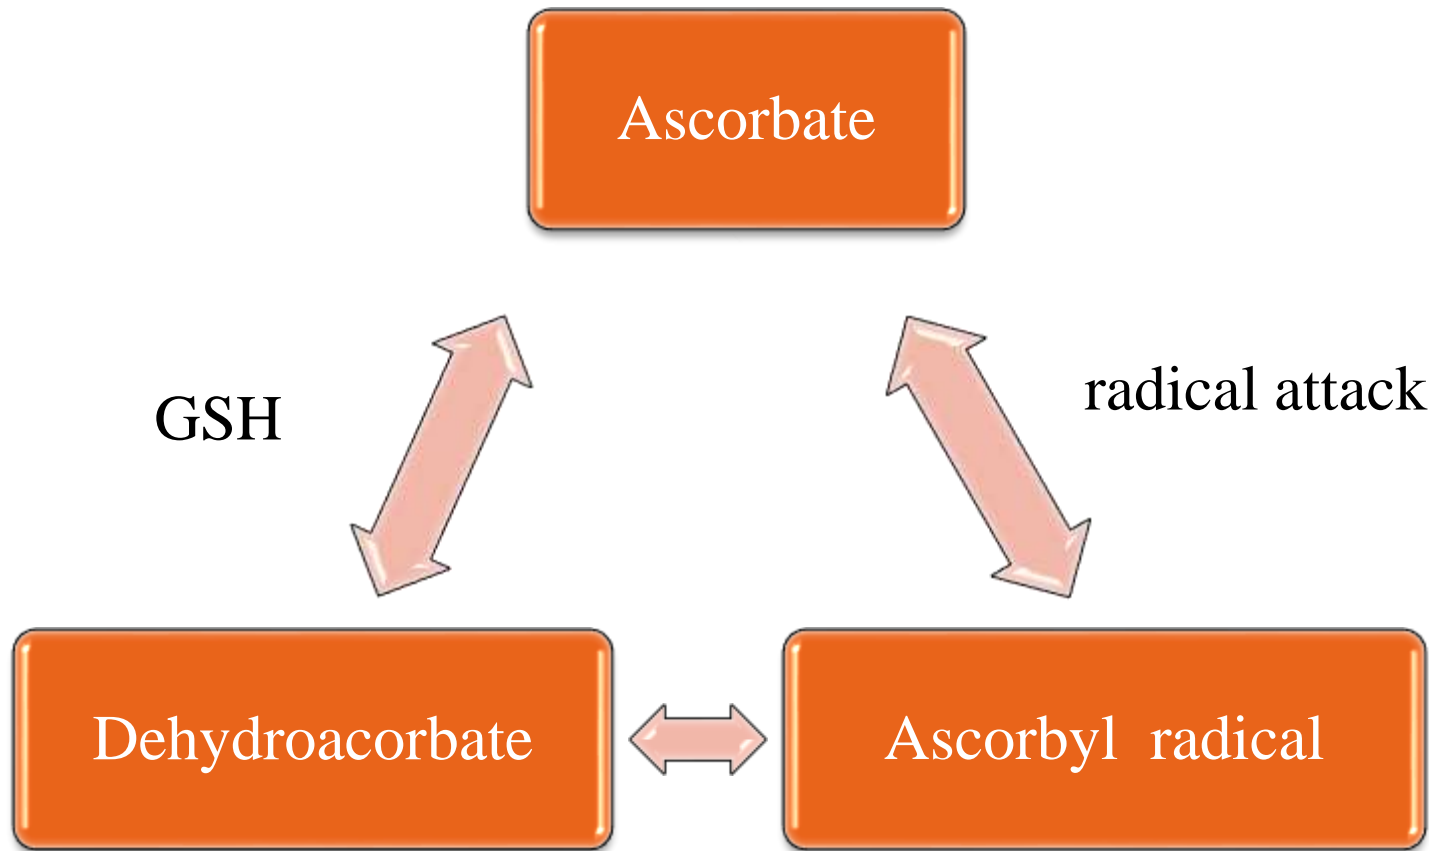 Ascorbate
GSH
radical attack
Dehydroacorbate
Ascorbyl radical